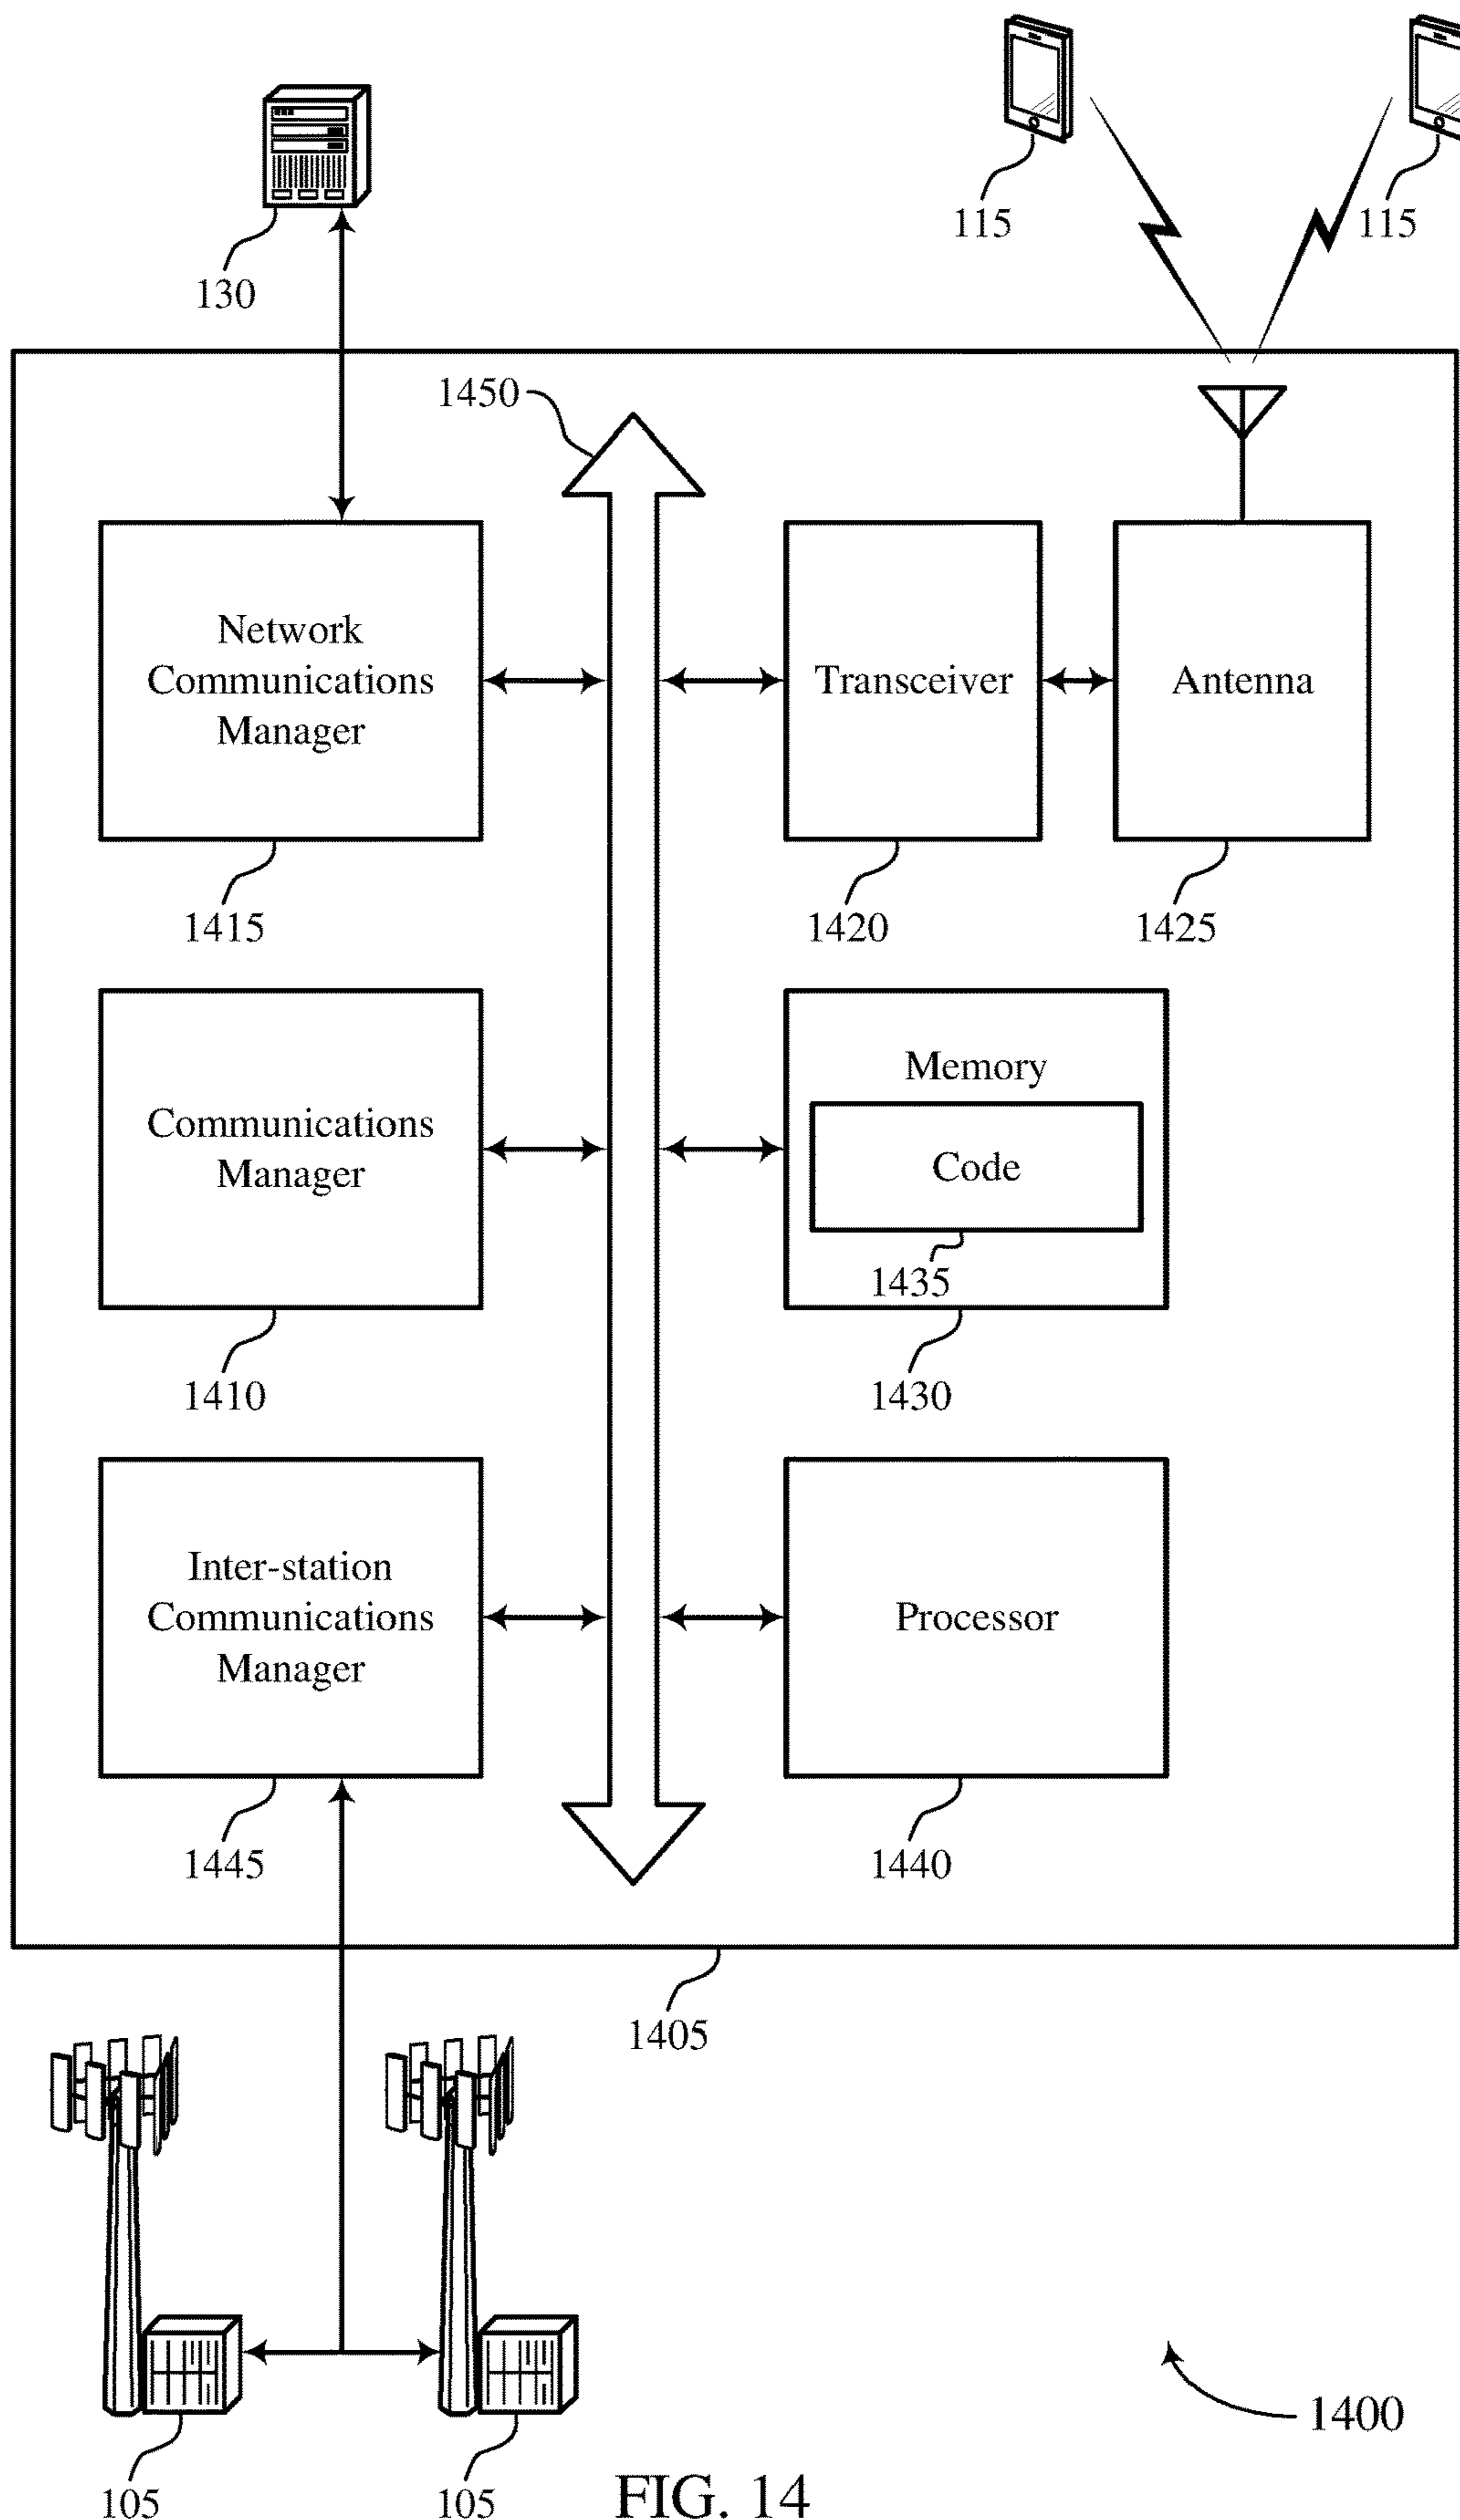 115
115
130
1450
Network
Communications
Manager
Transceiver
Antenna
1415
1420
1425
Communications
Manager
Memory
Code
1435
1410
1430
Inter-station
Communications
Manager
Processor
1445
1440
1405
1400
105
105
FIG. 14